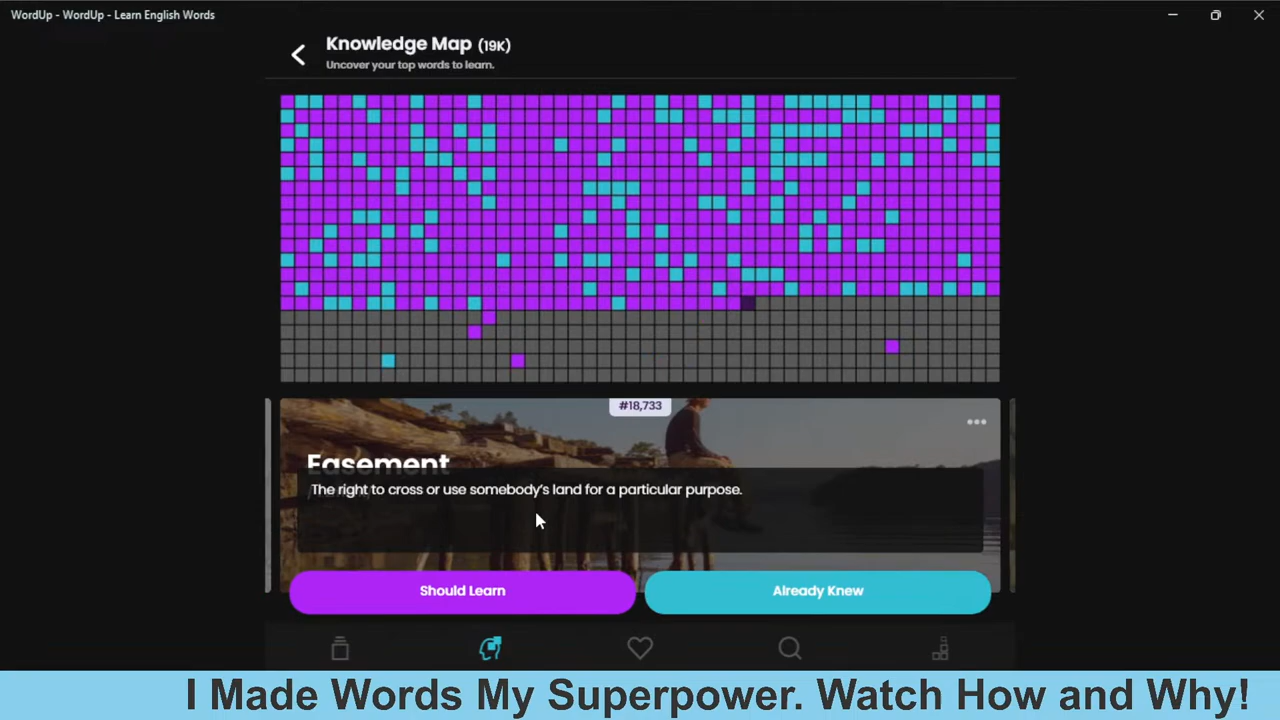 WordUp - WordUp - Learn English Words
Knowledge Map (19K)
Uncover your top words to learn.
#18,733
Easement
The right to cross or use somebody's land for a particular purpose.
Should Learn
Already Knew
I Made Words My Superpower. Watch How and Why!